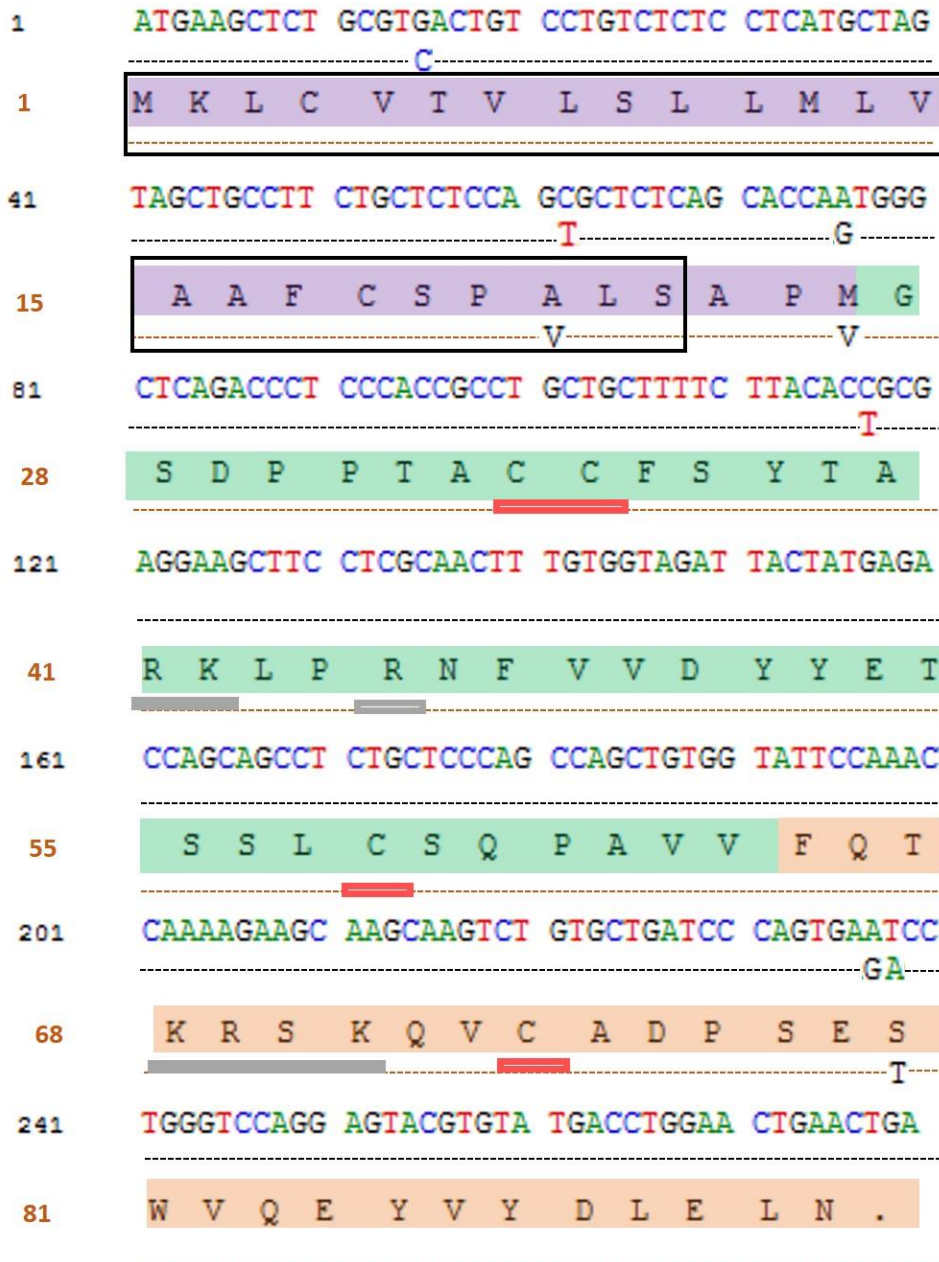 1 ATGAAGCTCT GCGTGACTGT CCTGTCTCTC CTCATGCTAG
C
1 M K L C V T V L S L L M L V
41 TAGCTGCCTT CTGCTCTCCA GCGCTCTCAG CACCAATGGG
T G
15 A A F C S P A L S A P M G
V V
81 CTCAGACCCT CCCACCGCCT GCTGCTTTTC TTACACCGCG
T
28 S D P P T A C C F S Y T A
121 AGGAAGCTTC CTCGCAACTT TGTGGTAGAT TACTATGAGA
41 R K L P R N F V V D Y Y E T
161 CCAGCAGCCT CTGCTCCCAG CCAGCTGTGG TATTCCAAAC
55 S S L C S Q P A V V F Q T
201 CAAAAGAAGC AAGCAAGTCT GTGCTGATCC CAGTGAATCC
GA
68 K R S K Q V C A D P S E S
T
241 TGGGTCCAGG AGTACGTGTA TGACCTGGAA CTGAACTGA
81 W V Q E Y V Y D L E L N .